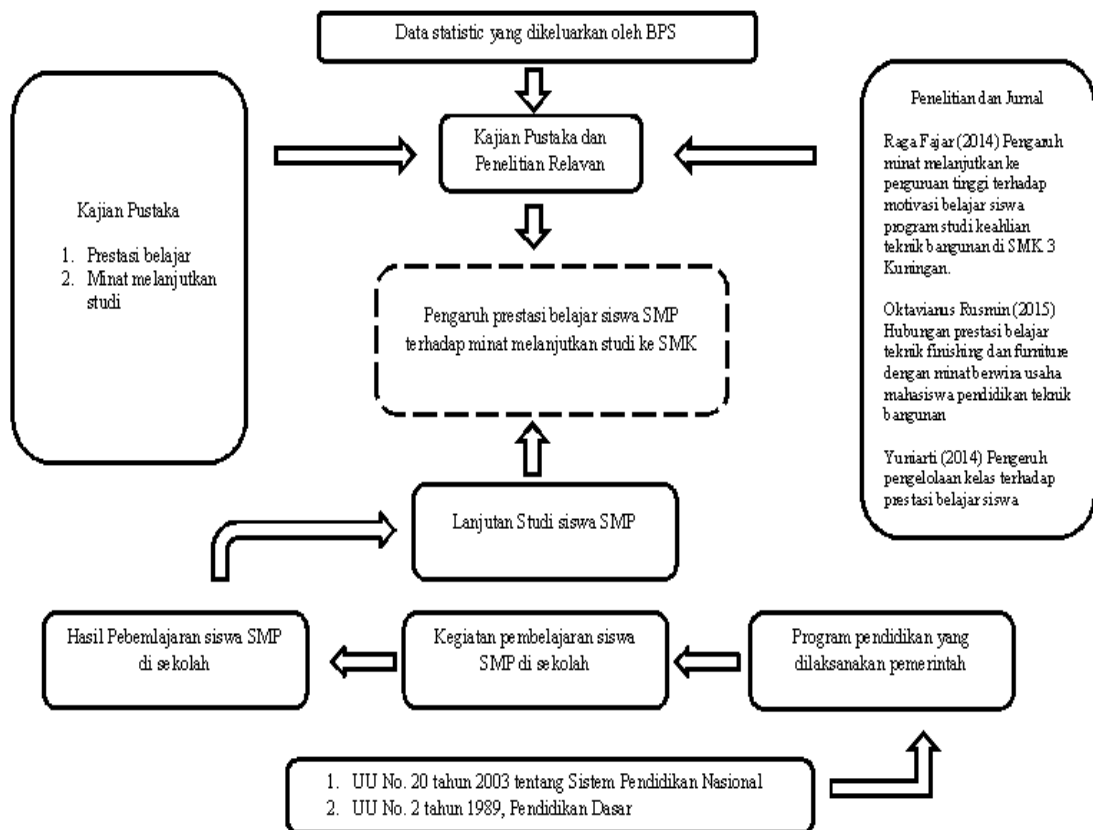 Data statistic yang dikeluarkan oleh BPS
Kajian Pustaka
1. Prestasi belajar
2. Minat melanjutkan
studi
Kajian Pustaka dan
Penelitian Relavan
Penelitian dan Jurnal
Raga Fajar (2014) Pengaruh
minat melanjutkan ke
perguruan tinggi terhadap
motivasi belajar siswa
program studi keahlian
teknik bangunan di SMK 3
Kuningan.
Oktavianus Rusmin (2015)
Hubungan prestasi belajar
teknik finishing dan furniture
dengan minat berwira usaha
mahasiswa pendidikan teknik
bangunan
Yuniarti (2014) Pengeruh
pengelolaan kelas terhadap
prestasi belajar siswa
Pengaruh prestasi belajar siswa SMP
terhadap minat melanjutkan studi ke SMK
Lanjutan Studi siswa SMP
Hasil Pebemlajaran siswa SMP
di sekolah
Kegiatan pembelajaran siswa
SMP di sekolah
Program pendidikan yang
dilaksanakan pemerintah
1. UU No. 20 tahun 2003 tentang Sistem Pendidikan Nasional
2. UU No. 2 tahun 1989, Pendidikan Dasar